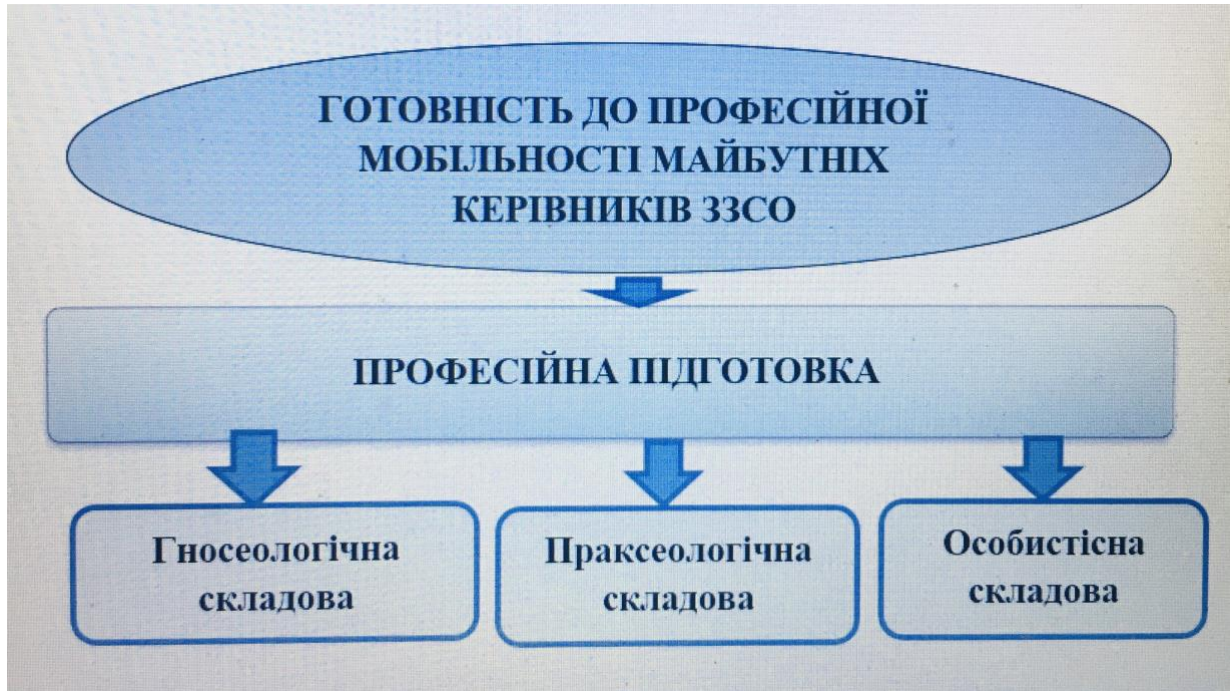 ГОТОВНІСТЬ ДО ПРОФЕСІЙНОЇ
МОБІЛЬНОСТІ МАЙБУТНІХ
КЕРІВНИКІВ ЗЗСО
ПРОФЕСІЙНА ПІДГОТОВКА
Гносеологічна
складова
Праксеологічна
складова
Особистісна
складова